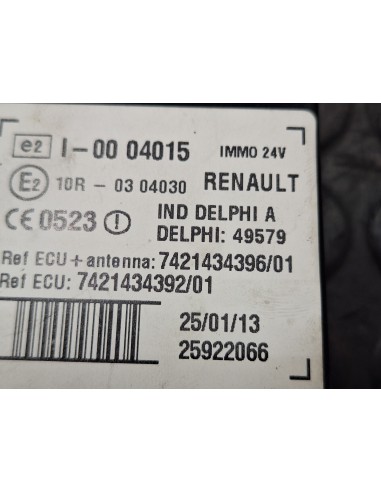 e2 I-00 04015 IMMO 24V
E2 10R - 03 04030 RENAULT
CE 0523 ! IND DELPHI A
DELPHI: 49579
Ref ECU + antenna: 7421434396/01
Ref ECU: 7421434392/01
25/01/13
25922066